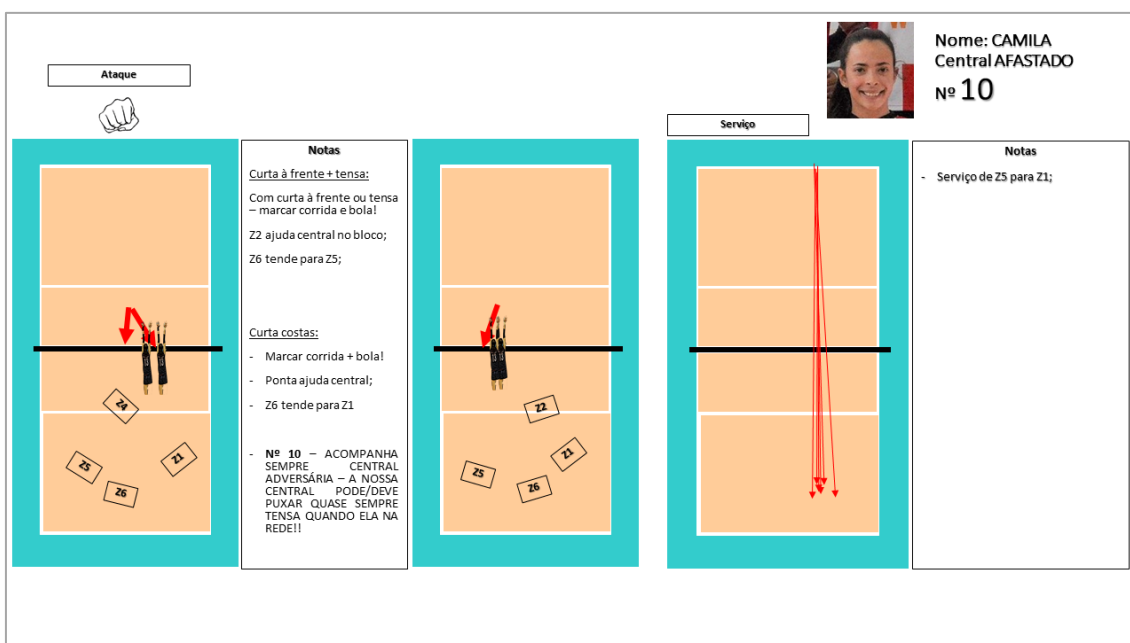 Nome: CAMILA
Central AFASTADO
Nº 10
Ataque
Serviço
Notas
Curta à frente + tensa:
Com curta à frente ou tensa
– marcar corrida e bola!
Z2 ajuda central no bloco;
Z6 tende para Z5;
Curta costas:
- Marcar corrida + bola!
- Ponta ajuda central;
- Z6 tende para Z1
- Nº 10 – ACOMPANHA
SEMPRE CENTRAL
ADVERSÁRIA – A NOSSA
CENTRAL PODE/DEVE
PUXAR QUASE SEMPRE
TENSA QUANDO ELA NA
REDE!!
Z4
Z5
Z1
Z6
Z2
Z1
Z5
Z6
Notas
- Serviço de Z5 para Z1;